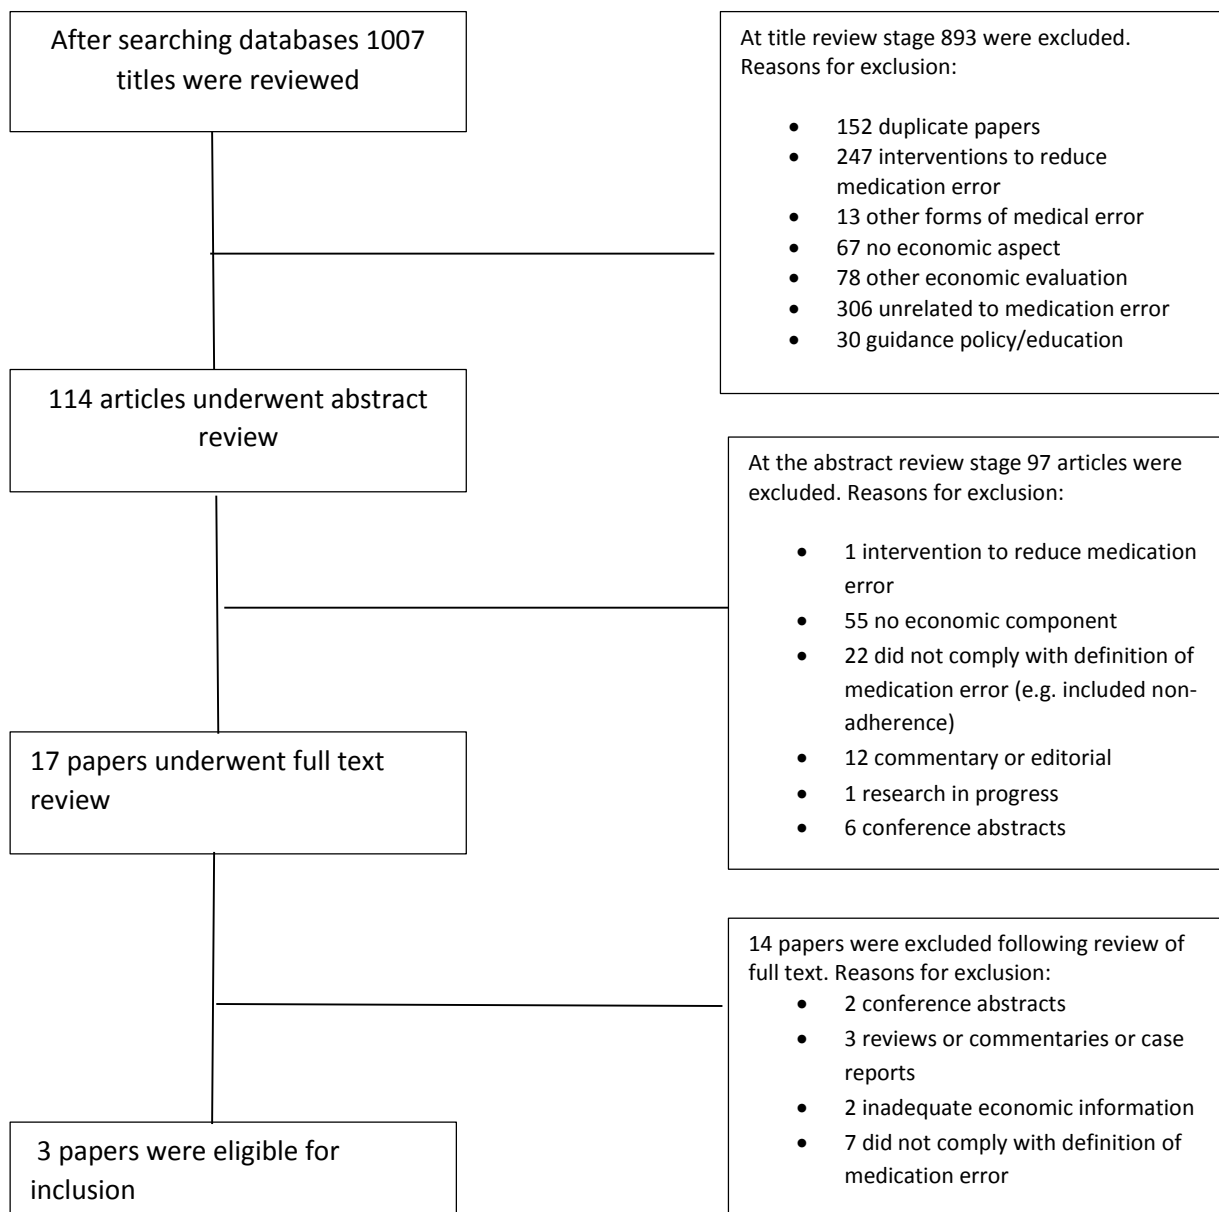 After searching databases 1007
titles were reviewed
At title review stage 893 were excluded.
Reasons for exclusion:
• 152 duplicate papers
• 247 interventions to reduce
medication error
• 13 other forms of medical error
• 67 no economic aspect
• 78 other economic evaluation
• 306 unrelated to medication error
• 30 guidance policy/education
114 articles underwent abstract
review
At the abstract review stage 97 articles were
excluded. Reasons for exclusion:
• 1 intervention to reduce medication
error
• 55 no economic component
• 22 did not comply with definition of
medication error (e.g. included non-
adherence)
• 12 commentary or editorial
• 1 research in progress
• 6 conference abstracts
17 papers underwent full text
review
14 papers were excluded following review of
full text. Reasons for exclusion:
• 2 conference abstracts
• 3 reviews or commentaries or case
reports
• 2 inadequate economic information
• 7 did not comply with definition of
medication error
3 papers were eligible for
inclusion